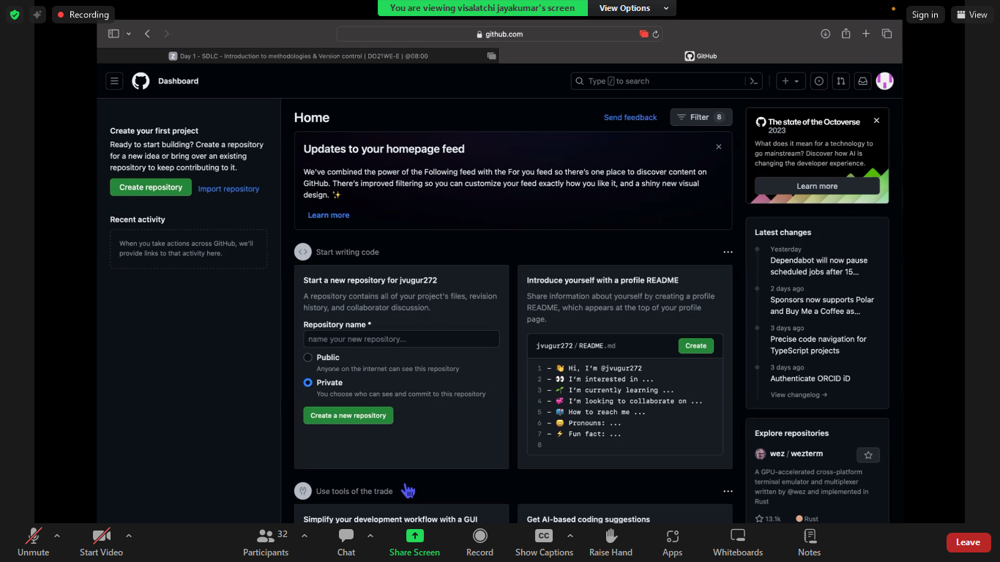 Recording
You are viewing visalatchi jayakumar's screen
View Options
Sign in
View
github.com
Day 1 - SDLC - Introduction to methodologies & Version control ( DO21WE-E ) @08:00
GitHub
Dashboard
Type / to search
Create your first project
Ready to start building? Create a repository
for a new idea or bring over an existing
repository to keep contributing to it.
Create repository
Import repository
Recent activity
When you take actions across GitHub, we'll
provide links to that activity here.
Home
Send feedback
Filter 8
Updates to your homepage feed
We've combined the power of the Following feed with the For you feed so there's one place to discover content on
GitHub. There's improved filtering so you can customize your feed exactly how you like it, and a shiny new visual
design. ✨
Learn more
Start writing code
Start a new repository for jvugur272
A repository contains all of your project's files, revision
history, and collaborator discussion.
Repository name *
name your new repository...
Public
Anyone on the internet can see this repository
Private
You choose who can see and commit to this repository
Create a new repository
Introduce yourself with a profile README
Share information about yourself by creating a profile
README, which appears at the top of your profile
page.
jvugur272 / README.md
Create
1 - 👋 Hi, I'm @jvugur272
2 - 👀 I'm interested in ...
3 - 🌱 I'm currently learning ...
4 - 💞️ I'm looking to collaborate on ...
5 - 📫 How to reach me ...
6 - 😄 Pronouns: ...
7 - ⚡ Fun fact: ...
8
Use tools of the trade
Simplify your development workflow with a GUI
Get AI-based coding suggestions
The state of the Octoverse
2023
What does it mean for a technology to
go mainstream? Discover how AI is
changing the developer experience.
Learn more
Latest changes
Yesterday
Dependabot will now pause
scheduled jobs after 15...
2 days ago
Sponsors now supports Polar
and Buy Me a Coffee as...
3 days ago
Precise code navigation for
TypeScript projects
3 days ago
Authenticate ORCID iD
View changelog →
Explore repositories
wez / wezterm
A GPU-accelerated cross-platform
terminal emulator and multiplexer
written by @wez and implemented in
Rust
13.1k
Rust
Unmute
Start Video
32
Participants
Chat
Share Screen
Record
CC
Show Captions
Raise Hand
Apps
Whiteboards
Notes
Leave